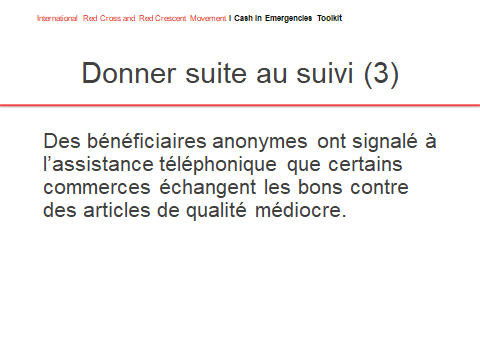 International Red Cross and Red Crescent Movement I Cash in Emergencies Toolkit
Donner suite au suivi (3)
Des bénéficiaires anonymes ont signalé à
l’assistance téléphonique que certains
commerces échangent les bons contre
des articles de qualité médiocre.